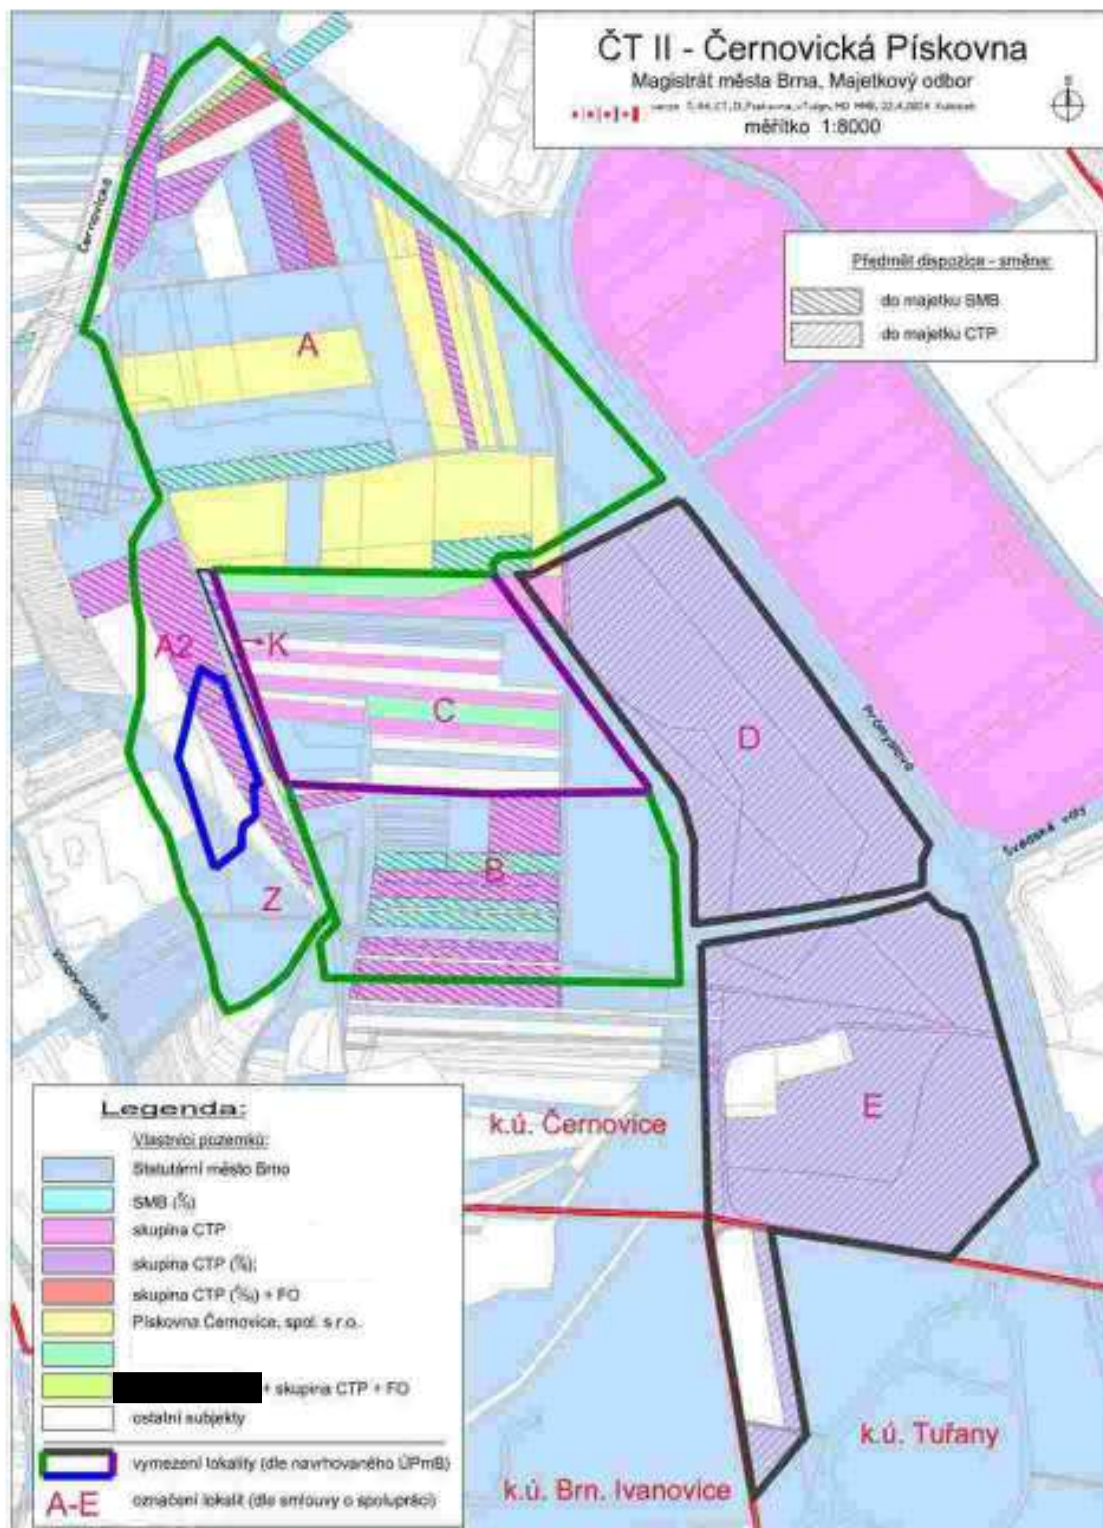 ČT II - Černovická Pískovna
Magistrát města Brna, Majetkový odbor
měřítko 1:8000
Předmět dispozice - směna:
do majetku SMB
do majetku CTP
Černovická
A
A2
K
C
D
Průmyslová
Švédské valy
B
Z
Vinohradská
E
k.ú. Černovice
k.ú. Tuřany
k.ú. Brn. Ivanovice
Legenda:
Vlastníci pozemků:
Statutární město Brno
SMB (%)
skupina CTP
skupina CTP (%);
skupina CTP (%) + FO
Pískovna Černovice, spol. s r.o.
+ skupina CTP + FO
ostatní subjekty
vymezení lokality (dle navrhovaného ÚPmB)
A-E označení lokalit (dle smlouvy o spolupráci)